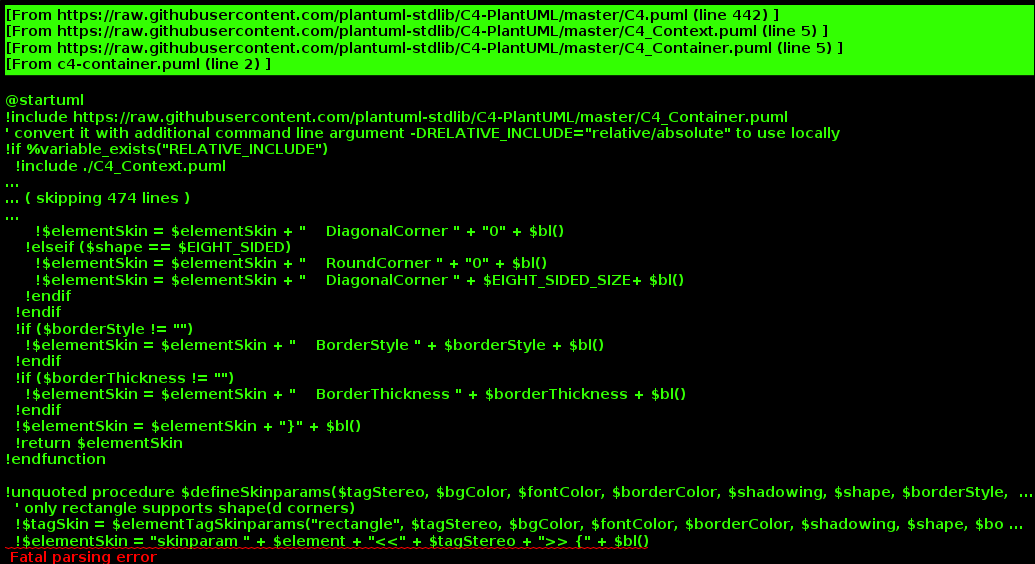 [From https://raw.githubusercontent.com/plantuml-stdlib/C4-PlantUML/master/C4.puml (line 442) ]
[From https://raw.githubusercontent.com/plantuml-stdlib/C4-PlantUML/master/C4_Context.puml (line 5) ]
[From https://raw.githubusercontent.com/plantuml-stdlib/C4-PlantUML/master/C4_Container.puml (line 5) ]
[From c4-container.puml (line 2) ]
@startuml
!include https://raw.githubusercontent.com/plantuml-stdlib/C4-PlantUML/master/C4_Container.puml
' convert it with additional command line argument -DRELATIVE_INCLUDE="relative/absolute" to use locally
!if %variable_exists("RELATIVE_INCLUDE")
!include ./C4_Context.puml
...
... ( skipping 474 lines )
...
!$elementSkin = $elementSkin + "    DiagonalCorner " + "0" + $bl()
!elseif ($shape == $EIGHT_SIDED)
!$elementSkin = $elementSkin + "    RoundCorner " + "0" + $bl()
!$elementSkin = $elementSkin + "    DiagonalCorner " + $EIGHT_SIDED_SIZE+ $bl()
!endif
!endif
!if ($borderStyle != "")
!$elementSkin = $elementSkin + "    BorderStyle " + $borderStyle + $bl()
!endif
!if ($borderThickness != "")
!$elementSkin = $elementSkin + "    BorderThickness " + $borderThickness + $bl()
!endif
!$elementSkin = $elementSkin + "}" + $bl()
!return $elementSkin
!endfunction
!unquoted procedure $defineSkinparams($tagStereo, $bgColor, $fontColor, $borderColor, $shadowing, $shape, $borderStyle,  ...
' only rectangle supports shape(d corners)
!$tagSkin = $elementTagSkinparams("rectangle", $tagStereo, $bgColor, $fontColor, $borderColor, $shadowing, $shape, $bo ...
!$elementSkin = "skinparam " + $element + "<<" + $tagStereo + ">> {" + $bl()
Fatal parsing error